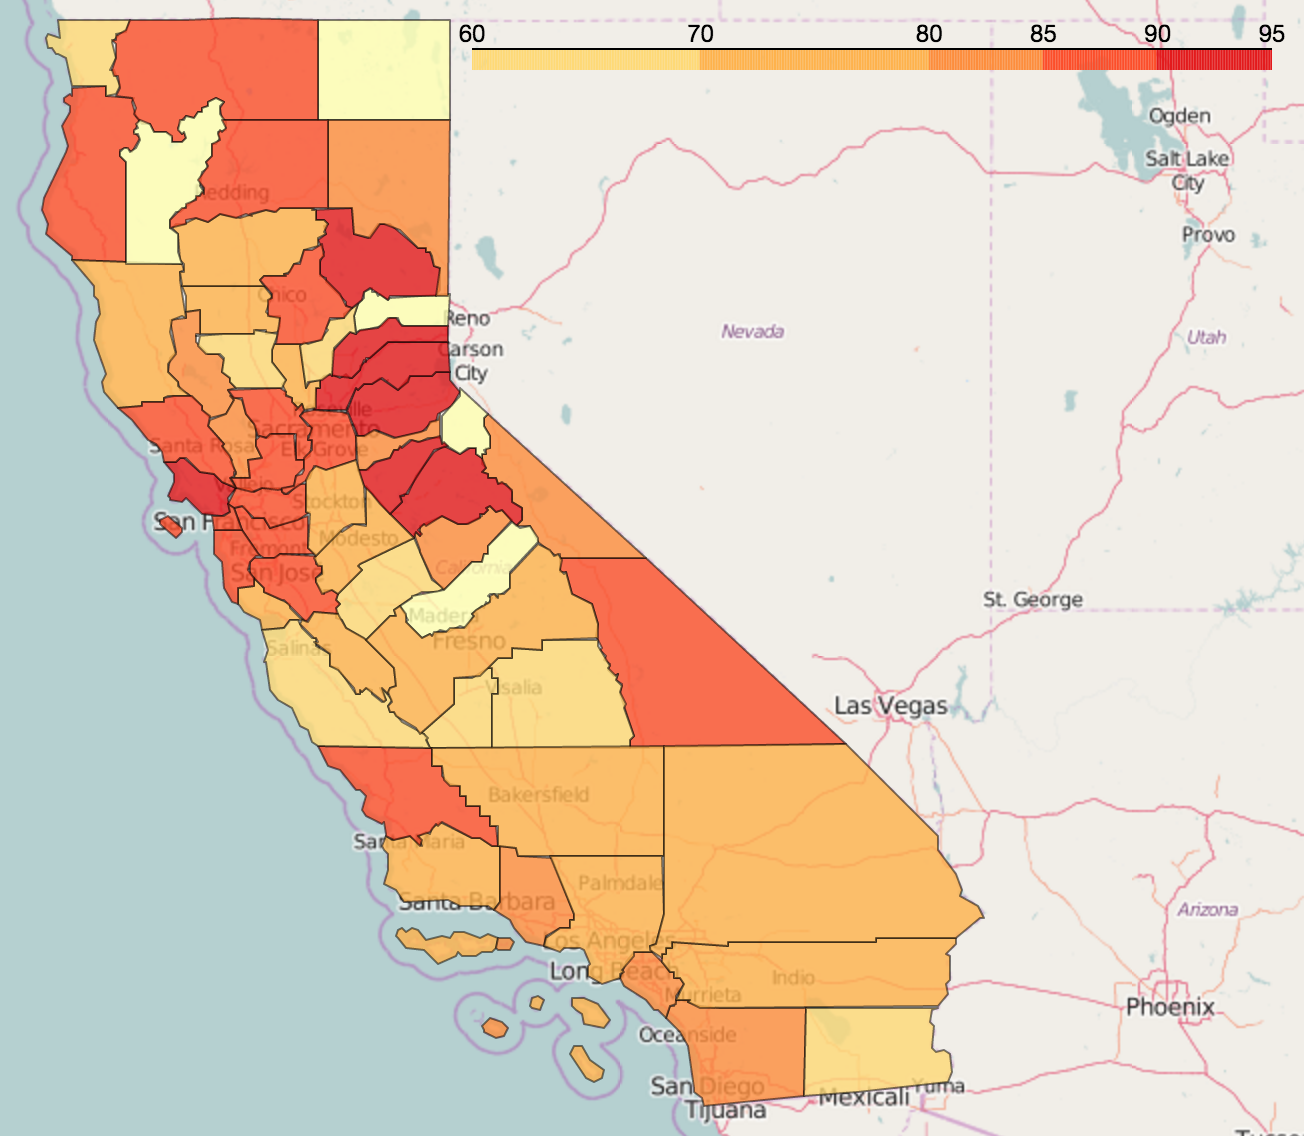 60 70 80 85 90 95
Ogden
Salt Lake
City
Provo
Redding
Chico
Reno
Nevada
Utah
Carson
City
Roseville
Sacramento
Santa Rosa Elk Grove
Vallejo
Stockton
San Francisco
Modesto
Fremont
San Jose
California
St. George
Madera
Fresno
Salinas
Visalia
Las Vegas
Bakersfield
Santa Maria
Palmdale
Santa Barbara
Arizona
Los Angeles
Long Beach
Indio
Murrieta
Phoenix
Oceanside
San Diego
Mexicali Yuma
Tijuana